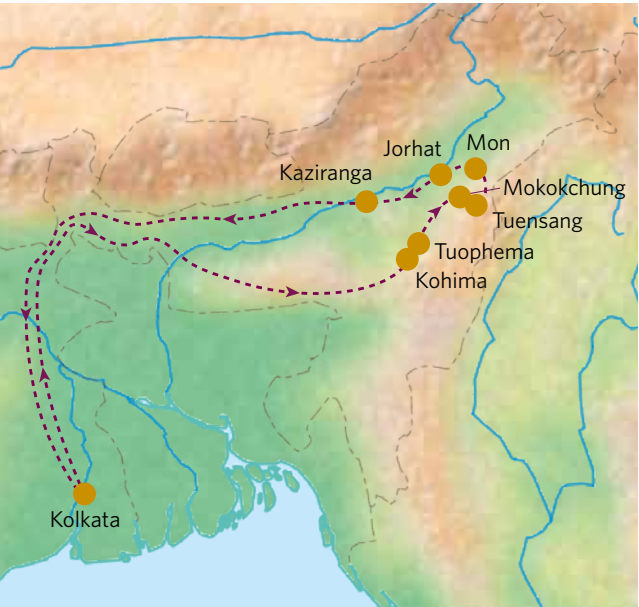 Jorhat
Mon
Kaziranga
Mokokchung
Tuensang
Tuophema
Kohima
Kolkata